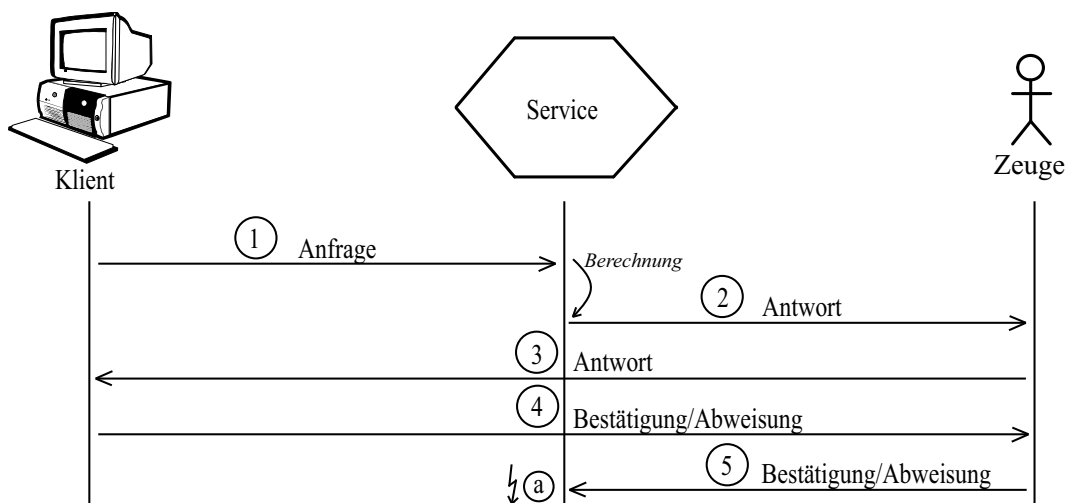 Service
Zeuge
Klient
1 Anfrage
Berechnung
2 Antwort
3 Antwort
4 Bestätigung/Abweisung
5 Bestätigung/Abweisung
a